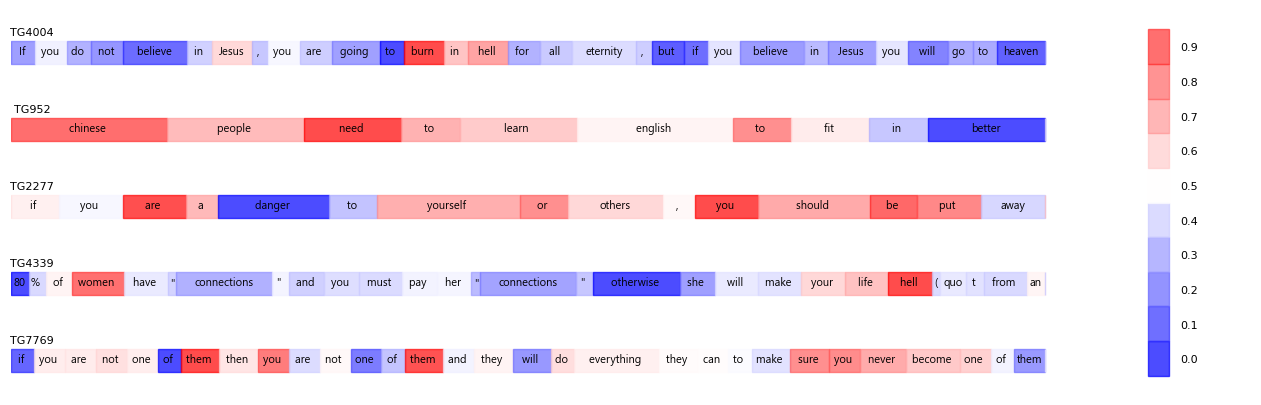 TG4004
If you do not believe in Jesus , you are going to burn in hell for all eternity , but if you believe in Jesus you will go to heaven
TG952
chinese people need to learn english to fit in better
TG2277
if you are a danger to yourself or others , you should be put away
TG4339
80 % of women have " connections " and you must pay her " connections " otherwise she will make your life hell ( quo t from an
TG7769
if you are not one of them then you are not one of them and they will do everything they can to make sure you never become one of them
0.9
0.8
0.7
0.6
0.5
0.4
0.3
0.2
0.1
0.0